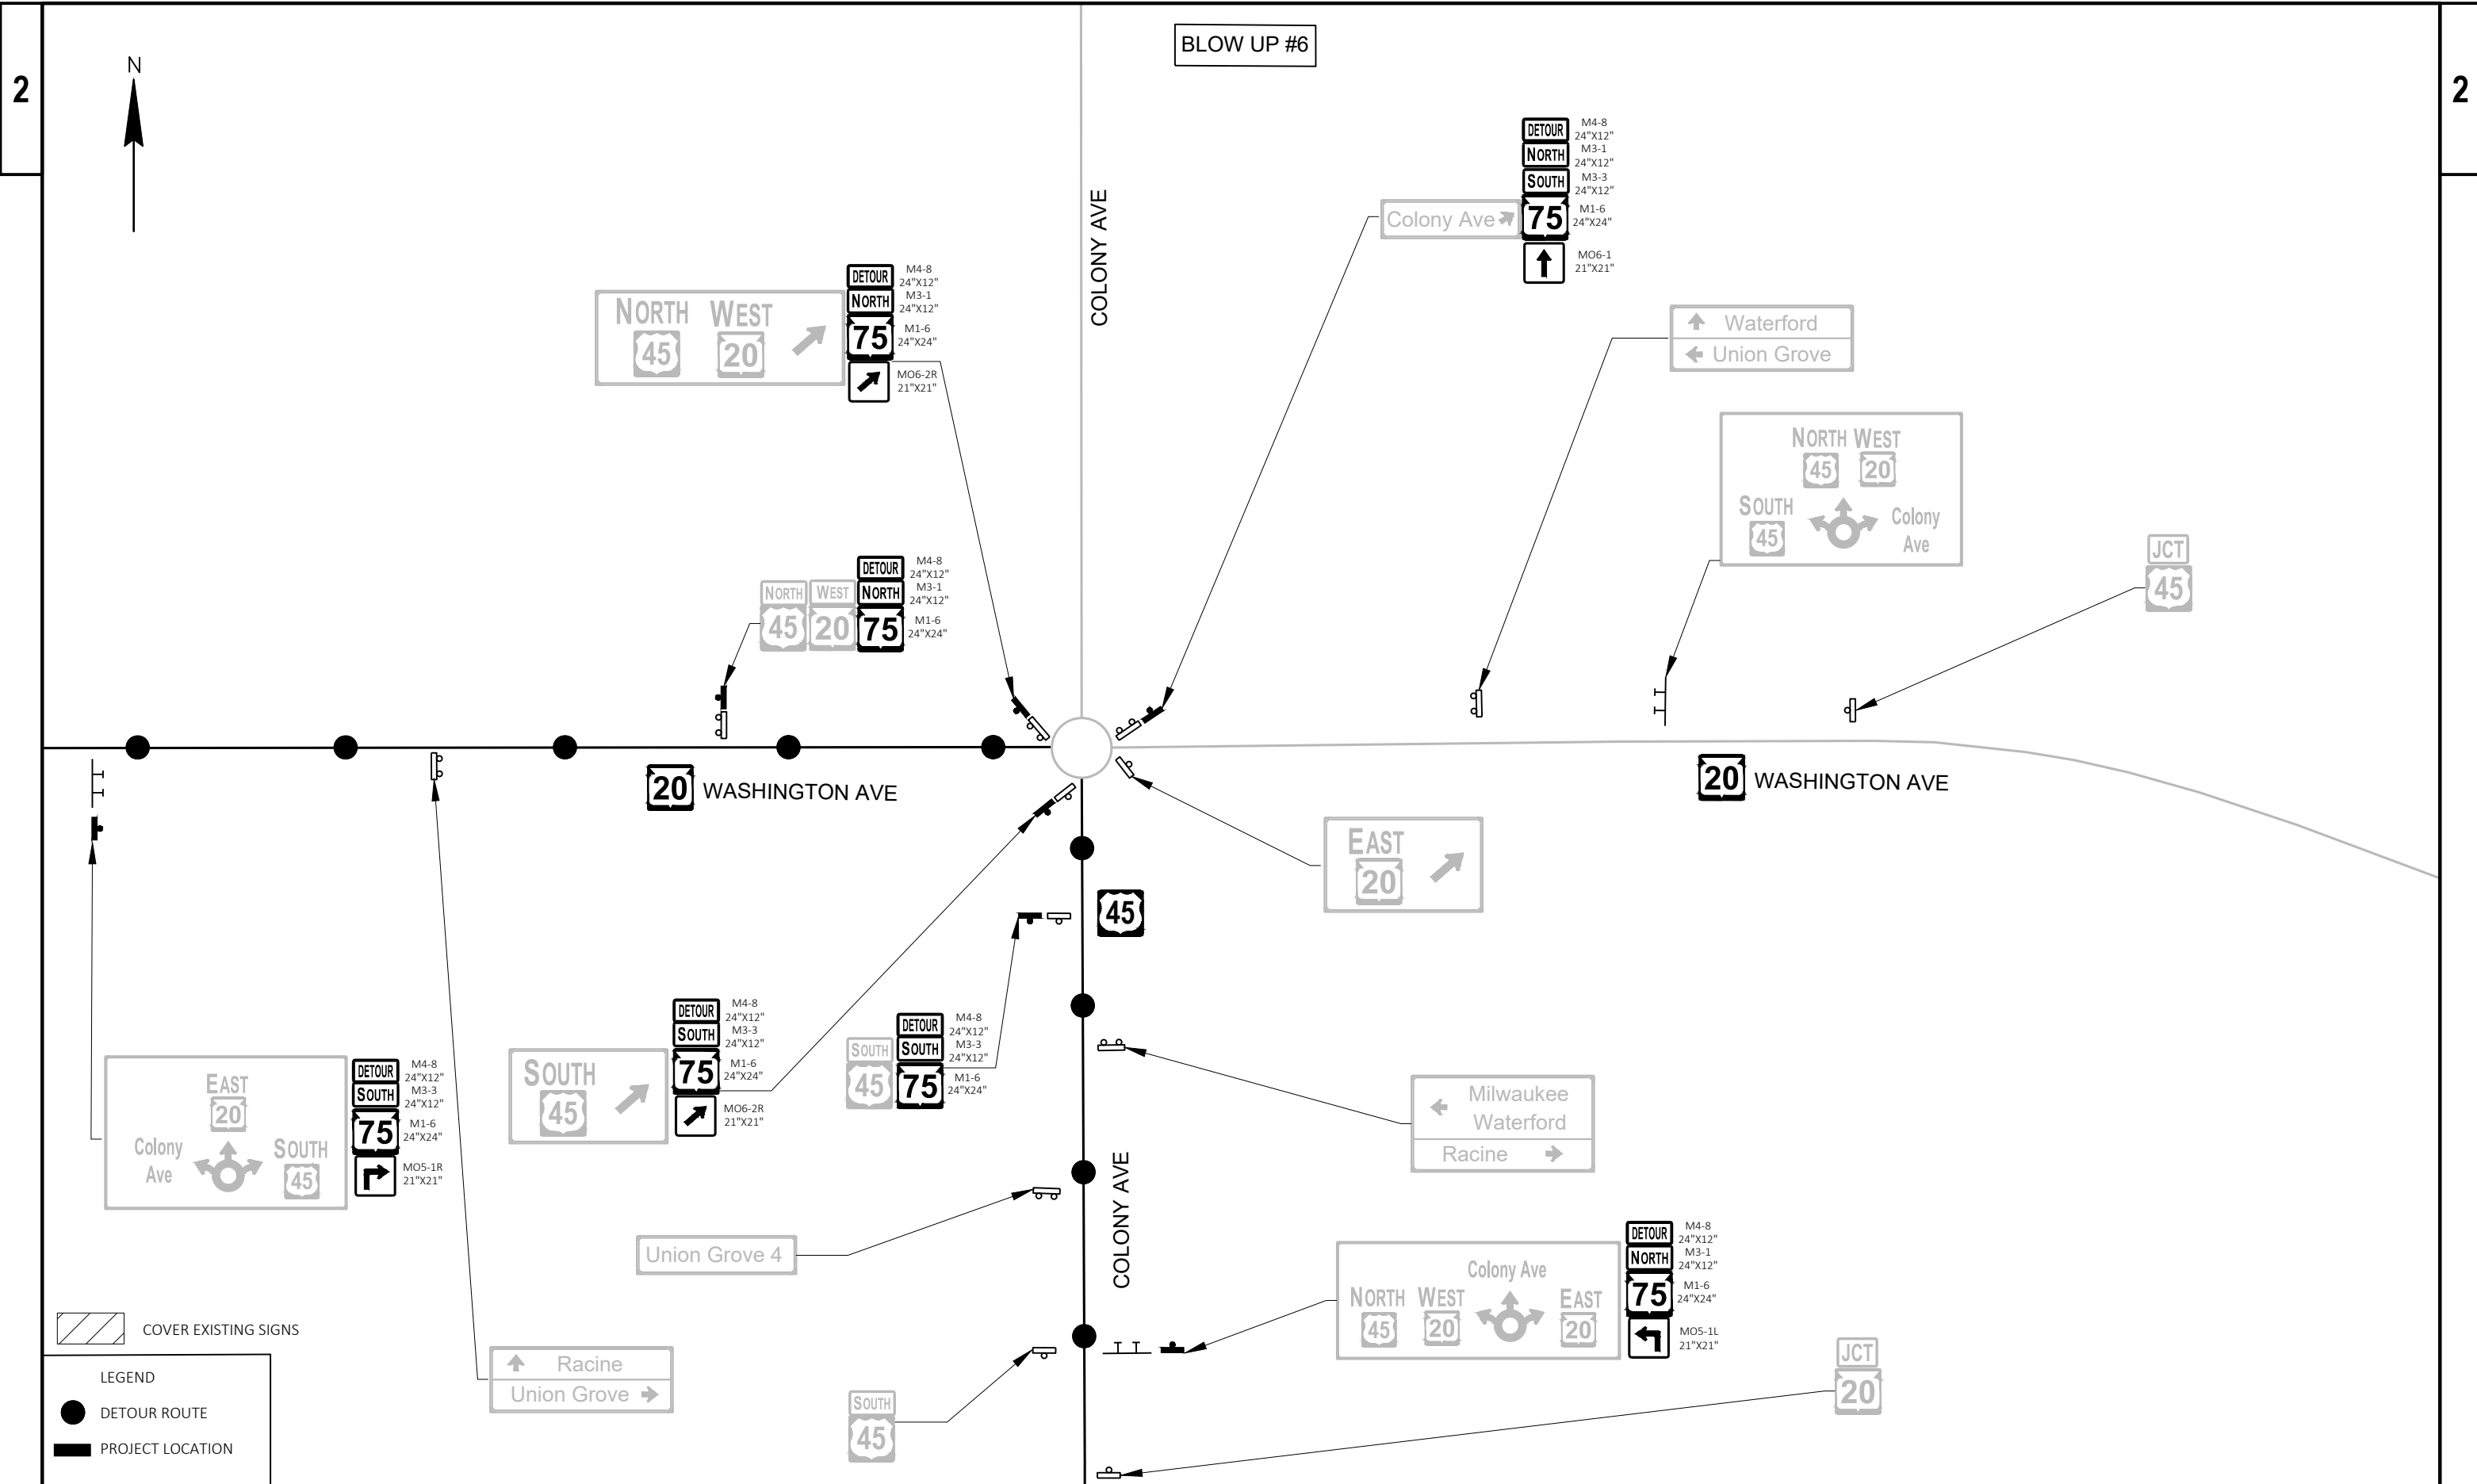 2
N
BLOW UP #6
2
COLONY AVE
DETOUR
M4-8
24"X12"
NORTH
M3-1
24"X12"
SOUTH
M3-3
24"X12"
Colony Ave
75
M1-6
24"X24"
MO6-1
21"X21"
NORTH WEST
45 20
DETOUR
M4-8
24"X12"
NORTH
M3-1
24"X12"
75
M1-6
24"X24"
MO6-2R
21"X21"
Waterford
Union Grove
NORTH WEST
45 20
SOUTH
45
Colony
Ave
JCT
45
NORTH
45
WEST
20
DETOUR
M4-8
24"X12"
NORTH
M3-1
24"X12"
75
M1-6
24"X24"
20 WASHINGTON AVE
20 WASHINGTON AVE
EAST
20
45
EAST
20
Colony
Ave
SOUTH
45
DETOUR
M4-8
24"X12"
SOUTH
M3-3
24"X12"
75
M1-6
24"X24"
MO5-1R
21"X21"
SOUTH
45
DETOUR
M4-8
24"X12"
SOUTH
M3-3
24"X12"
75
M1-6
24"X24"
MO6-2R
21"X21"
SOUTH
45
DETOUR
M4-8
24"X12"
SOUTH
M3-3
24"X12"
75
M1-6
24"X24"
Milwaukee
Waterford
Racine
COLONY AVE
Union Grove 4
Colony Ave
NORTH WEST
45 20
EAST
20
DETOUR
M4-8
24"X12"
NORTH
M3-1
24"X12"
75
M1-6
24"X24"
MO5-1L
21"X21"
COVER EXISTING SIGNS
Racine
Union Grove
SOUTH
45
JCT
20
LEGEND
DETOUR ROUTE
PROJECT LOCATION